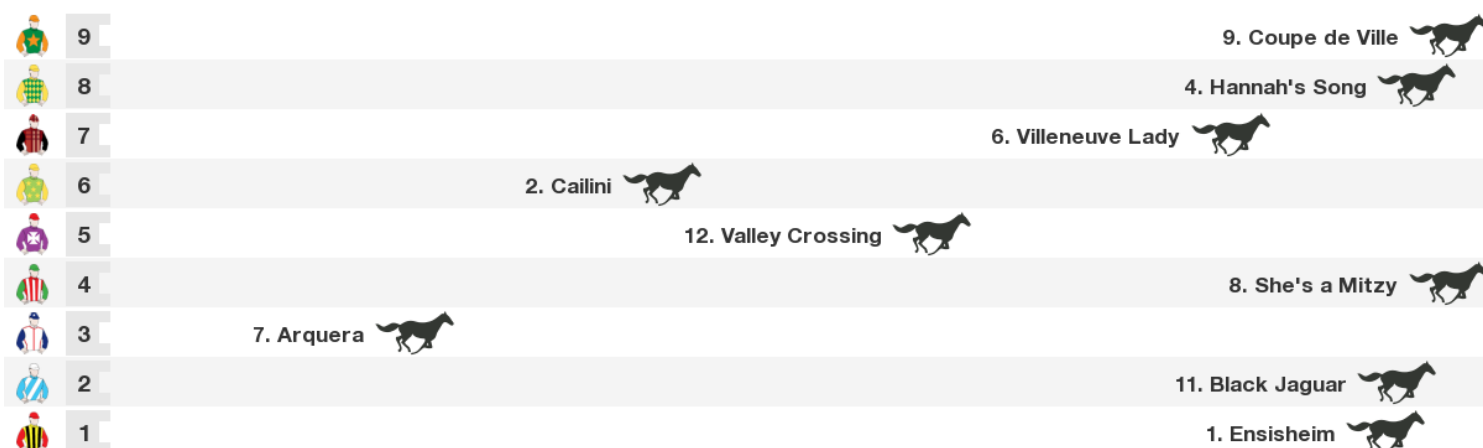 9 9. Coupe de Ville
8 4. Hannah's Song
7 6. Villeneuve Lady
6 2. Cailini
5 12. Valley Crossing
4 8. She's a Mitzy
3 7. Arquera
2 11. Black Jaguar
1 1. Ensisheim